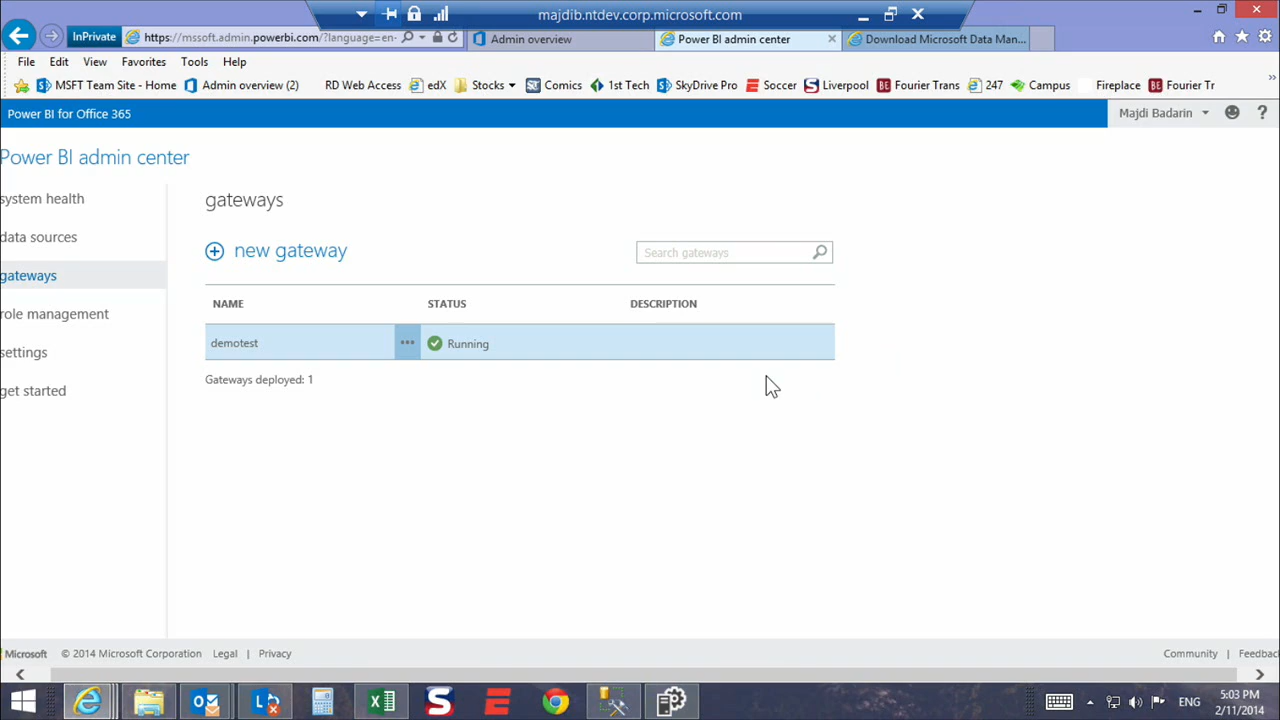 majdib.ntdev.corp.microsoft.com
InPrivate
https://mssoft.admin.powerbi.com/?language=en-
Admin overview
Power BI admin center
Download Microsoft Data Man...
File Edit View Favorites Tools Help
MSFT Team Site - Home Admin overview (2) RD Web Access edX Stocks Comics 1st Tech SkyDrive Pro Soccer Liverpool Fourier Trans 247 Campus Fireplace Fourier Tr
Power BI for Office 365
Majdi Badarin
Power BI admin center
system health
data sources
gateways
role management
settings
get started
gateways
new gateway
Search gateways
NAME STATUS DESCRIPTION
demotest ••• Running
Gateways deployed: 1
Microsoft © 2014 Microsoft Corporation Legal | Privacy
Community | Feedbac
ENG
5:03 PM
2/11/2014